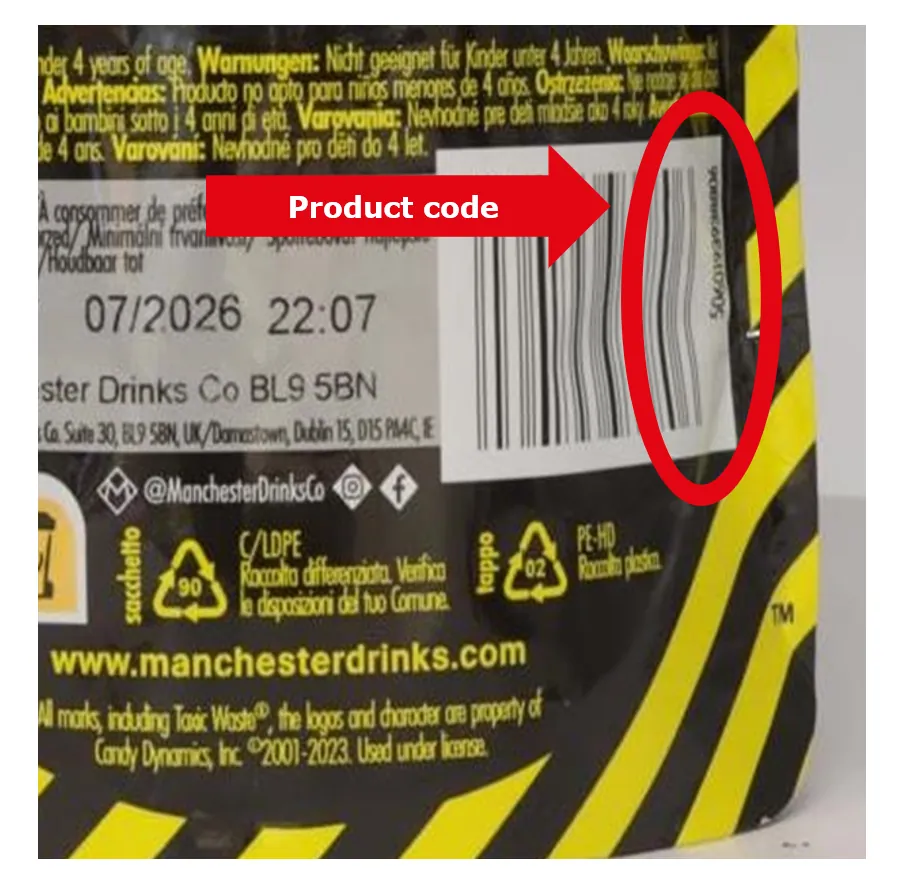 der 4 years of age. Warnungen: Nicht geeignet für Kinder unter 4 Jahren. Waarschuwing:
Advertencias: Producto no apto para niños menores de 4 años. Ostrzeżenia:
ai bambini sotto i 4 anni di età. Varovania: Nevhodné pre deti mladšie ako 4 roky.
de 4 ans. Varování: Nevhodné pro děti do 4 let.
Product code
À consommer de
Minimální trvanlivost/
/Houdbaar tot
07/2026 22:07
ster Drinks Co BL9 5BN
Co. Suite 30, BL9 5BN, UK/Damastown, Dublin 15, D15 PA4C, IE
@ManchesterDrinksCo
sacchetto
90
C/LDPE
Raccolta differenziata. Verifica
le disposizioni del tuo Comune.
tappo
02
PE-HD
Raccolta plastica.
TM
www.manchesterdrinks.com
All marks, including Toxic Waste®, the logos and character are property of
Candy Dynamics, Inc. ©2001-2023. Used under license.